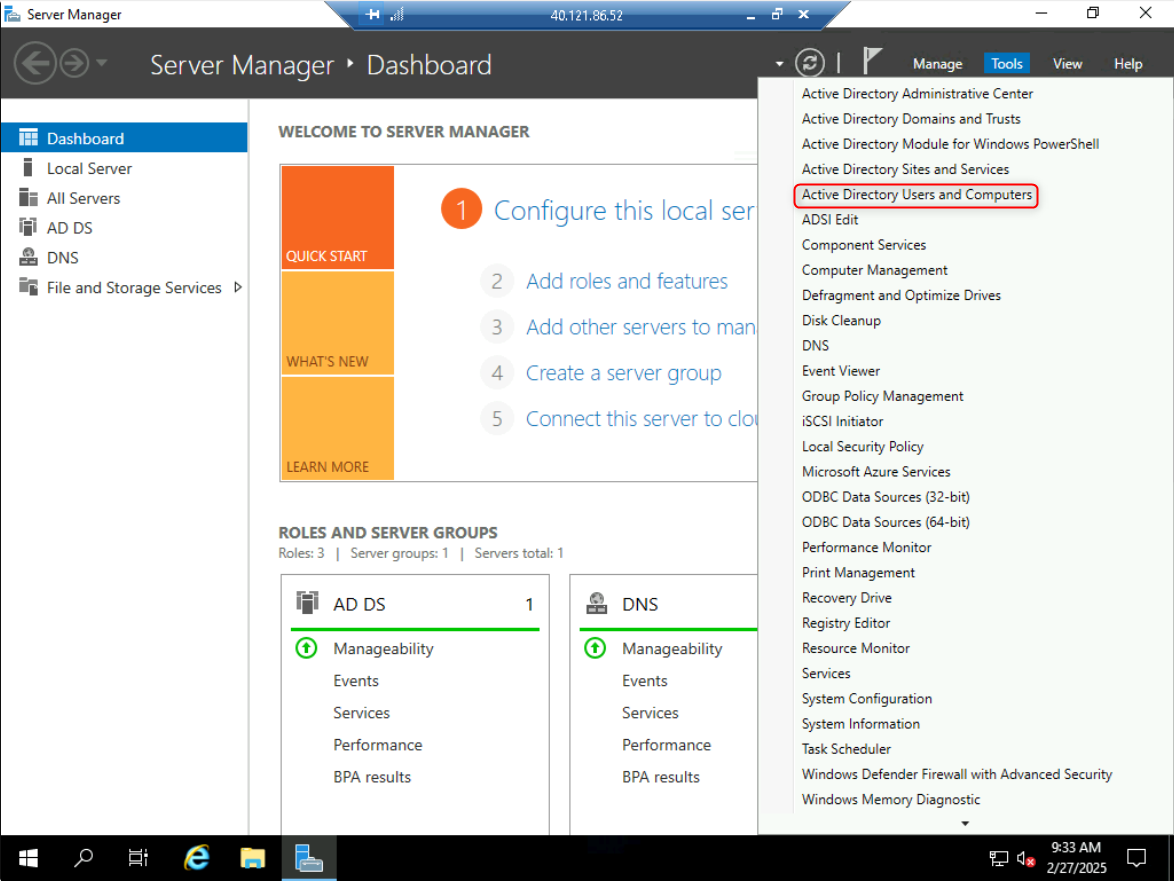 Server Manager
40.121.86.52
Server Manager ‣ Dashboard
Manage Tools View Help
Dashboard
Local Server
All Servers
AD DS
DNS
File and Storage Services
WELCOME TO SERVER MANAGER
QUICK START
WHAT'S NEW
LEARN MORE
1 Configure this local ser
2 Add roles and features
3 Add other servers to man
4 Create a server group
5 Connect this server to clou
ROLES AND SERVER GROUPS
Roles: 3 | Server groups: 1 | Servers total: 1
AD DS 1
Manageability
Events
Services
Performance
BPA results
DNS
Manageability
Events
Services
Performance
BPA results
Active Directory Administrative Center
Active Directory Domains and Trusts
Active Directory Module for Windows PowerShell
Active Directory Sites and Services
Active Directory Users and Computers
ADSI Edit
Component Services
Computer Management
Defragment and Optimize Drives
Disk Cleanup
DNS
Event Viewer
Group Policy Management
iSCSI Initiator
Local Security Policy
Microsoft Azure Services
ODBC Data Sources (32-bit)
ODBC Data Sources (64-bit)
Performance Monitor
Print Management
Recovery Drive
Registry Editor
Resource Monitor
Services
System Configuration
System Information
Task Scheduler
Windows Defender Firewall with Advanced Security
Windows Memory Diagnostic
9:33 AM
2/27/2025